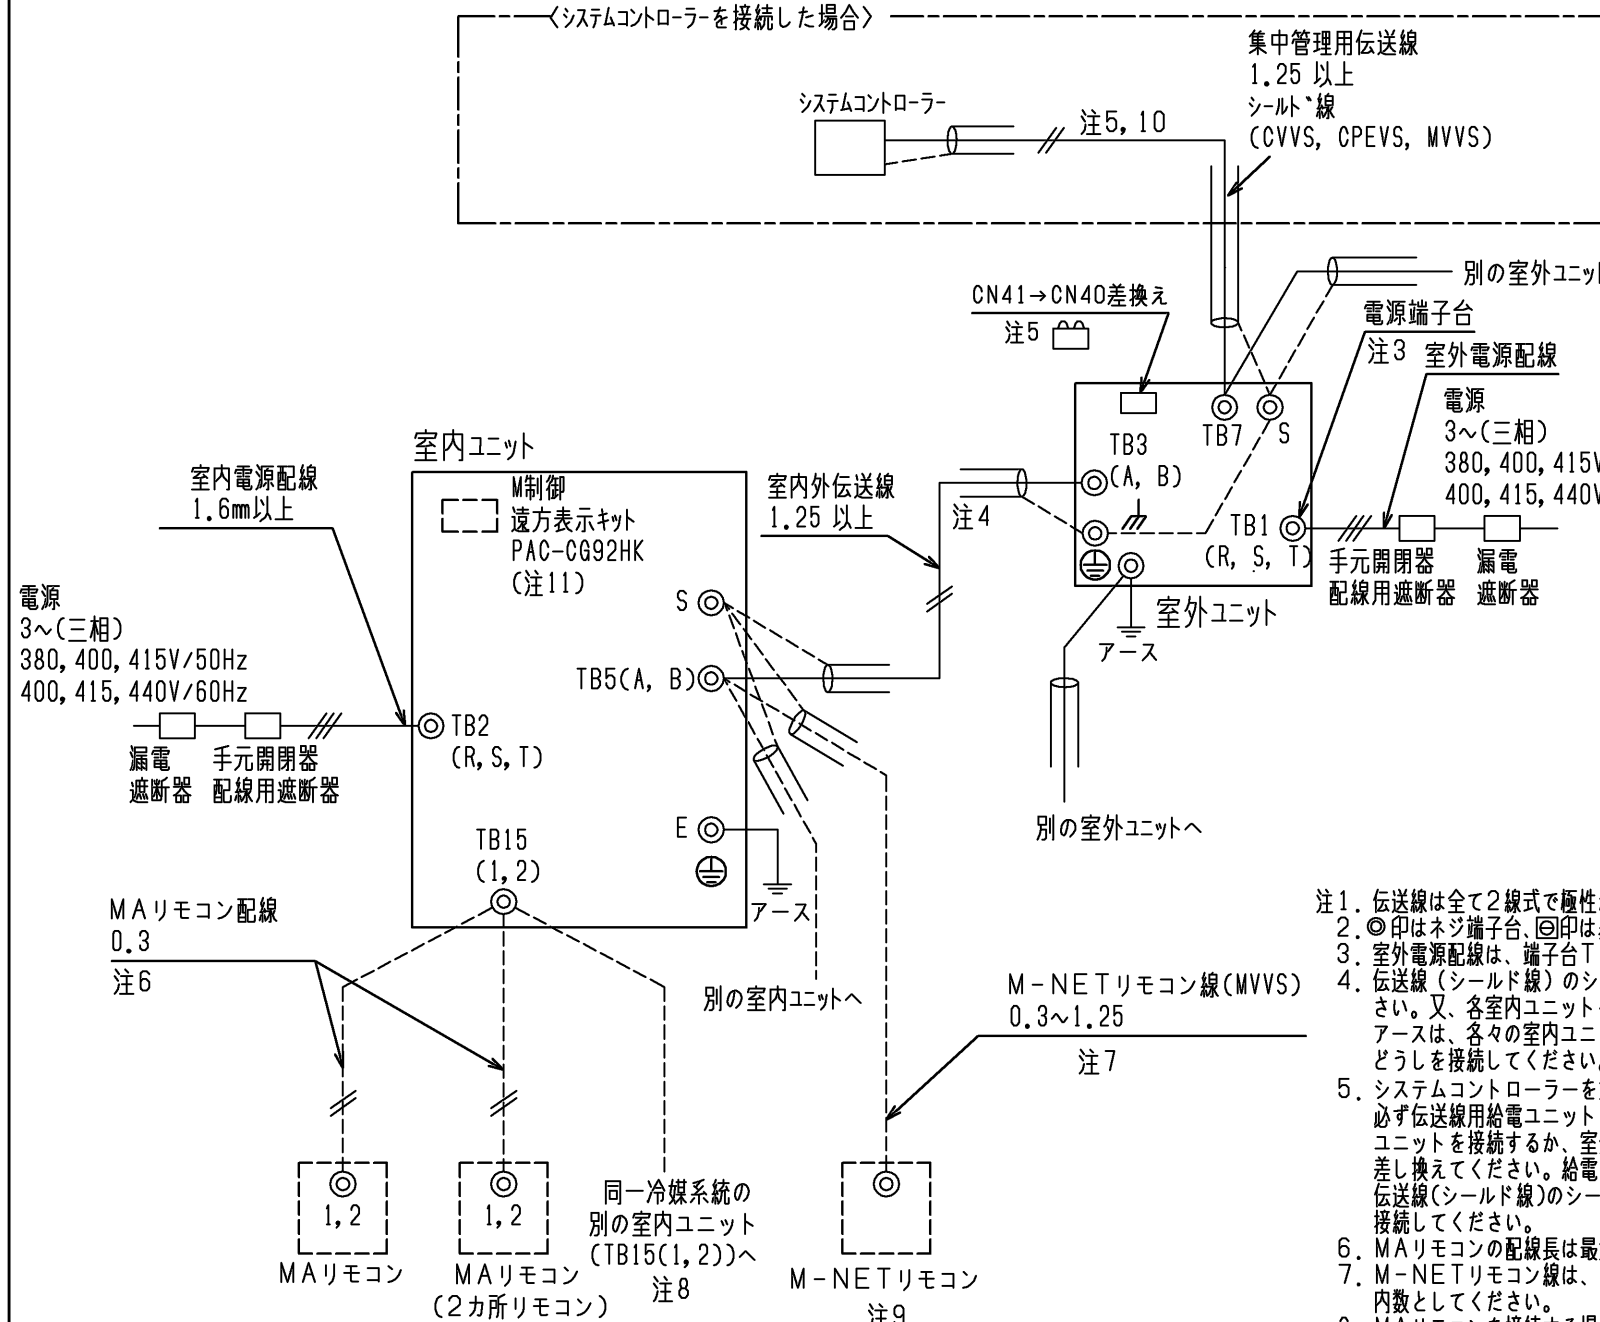 〈システムコントローラーを接続した場合〉
集中管理用伝送線
1.25 以上
シールド線
(CVVS, CPEVS, MVVS)
システムコントローラー
注5, 10
別の室外ユニット
CN41→CN40差換え
注5
電源端子台
注3
室外電源配線
電源
3～(三相)
380, 400, 415V
400, 415, 440V
TB3
(A, B)
TB7
S
TB1
(R, S, T)
手元開閉器
配線用遮断器
漏電
遮断器
室外ユニット
アース
別の室外ユニットへ
室内ユニット
M制御
遠方表示キット
PAC-CG92HK
(注11)
室内電源配線
1.6mm以上
室内外伝送線
1.25 以上
注4
電源
3～(三相)
380, 400, 415V/50Hz
400, 415, 440V/60Hz
漏電
遮断器
手元開閉器
配線用遮断器
TB2
(R, S, T)
S
TB5(A, B)
E
アース
TB15
(1, 2)
MAリモコン配線
0.3
注6
別の室内ユニットへ
M-NETリモコン線(MVVS)
0.3～1.25
注7
1, 2
MAリモコン
1, 2
MAリモコン
(2カ所リモコン)
同一冷媒系統の
別の室内ユニット
(TB15(1, 2))へ
注8
M-NETリモコン
注9
注1. 伝送線は全て2線式で極性
2. ◎印はネジ端子台、⊖印は
3. 室外電源配線は、端子台T
4. 伝送線（シールド線）のシ
さい。又、各室内ユニット
アースは、各々の室内ユニ
どうしを接続してください。
5. システムコントローラーを
必ず伝送線用給電ユニット
ユニットを接続するか、室
差し換えてください。給電
伝送線(シールド線)のシー
接続してください。
6. MAリモコンの配線長は最
7. M-NETリモコン線は、
内数としてください。